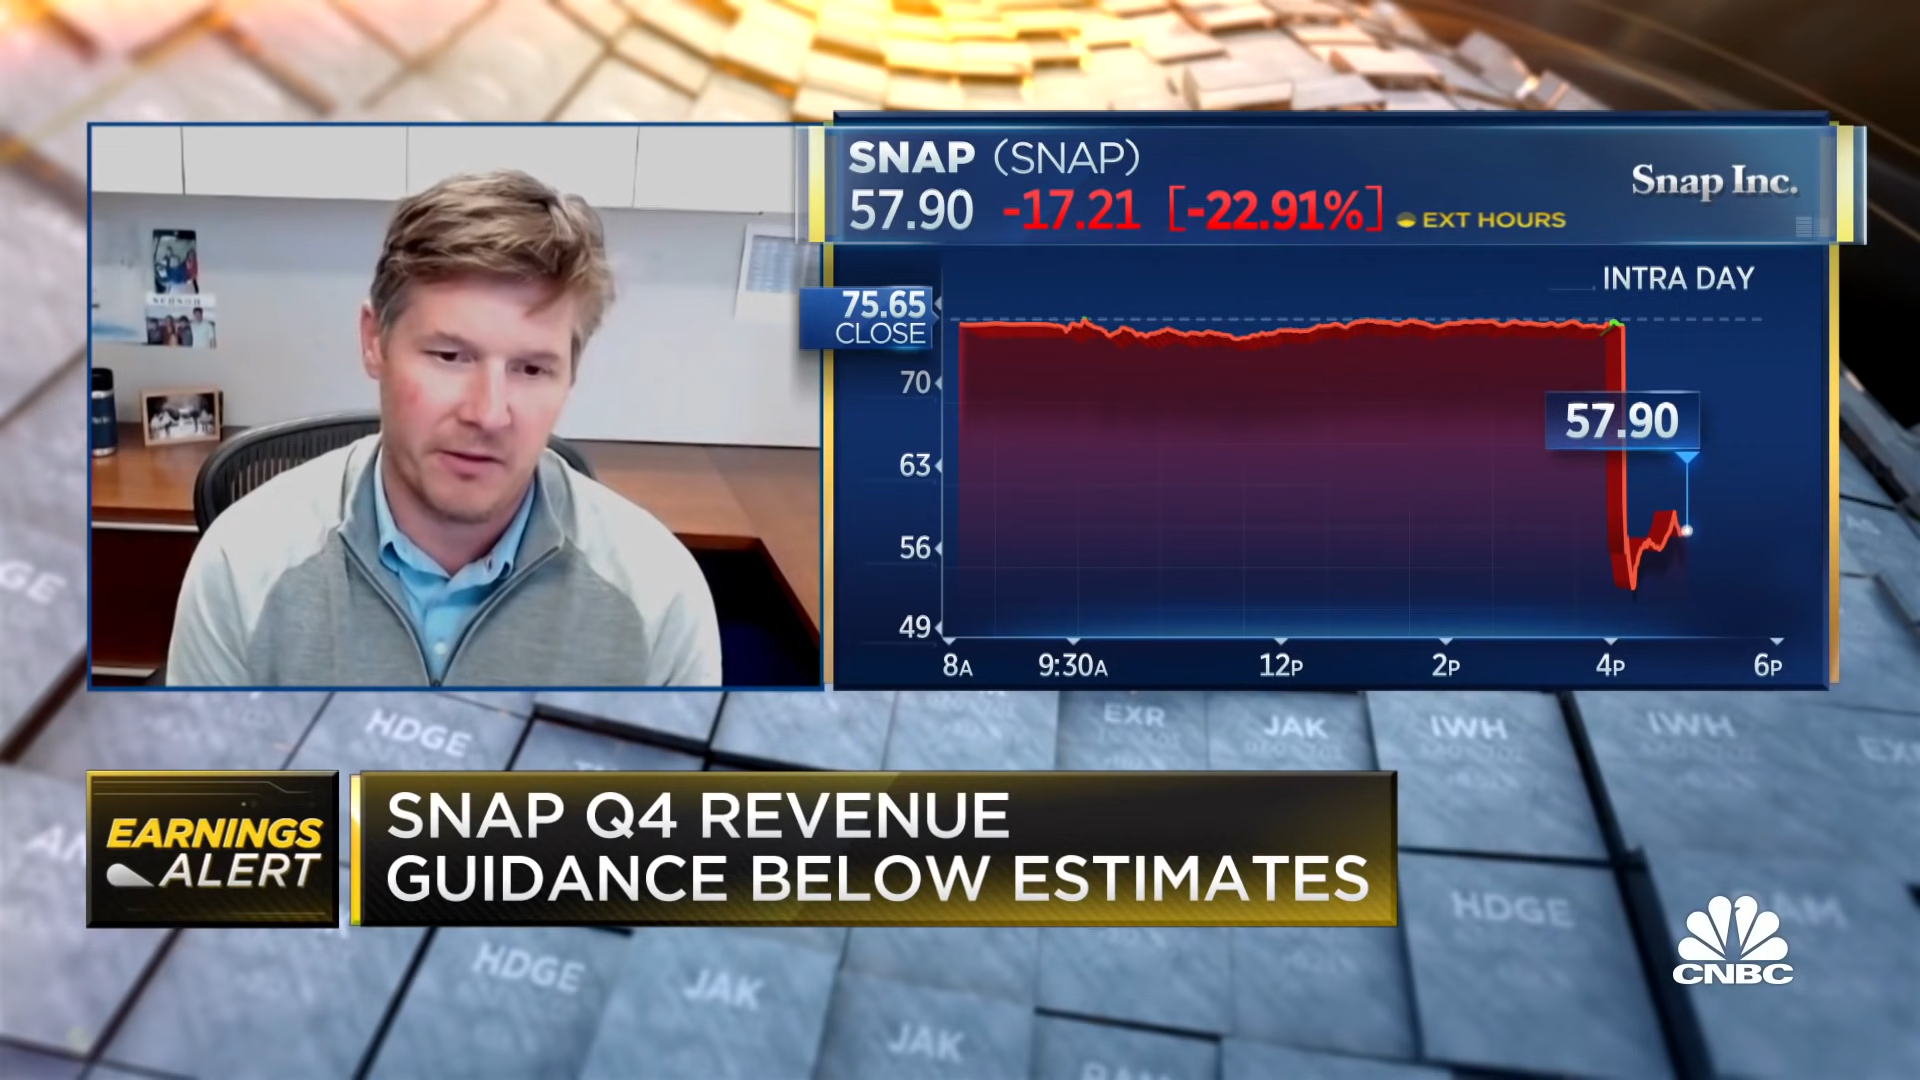 SNAP (SNAP)
57.90 -17.21 [-22.91%] EXT HOURS
Snap Inc.
INTRA DAY
75.65
CLOSE
70
63
56
49
57.90
8A 9:30A 12P 2P 4P 6P
EARNINGS
ALERT
SNAP Q4 REVENUE
GUIDANCE BELOW ESTIMATES
CNBC
HDGE
EXR
JAK
IWH
IWH
HDGE
HDGE
JAK
JAK